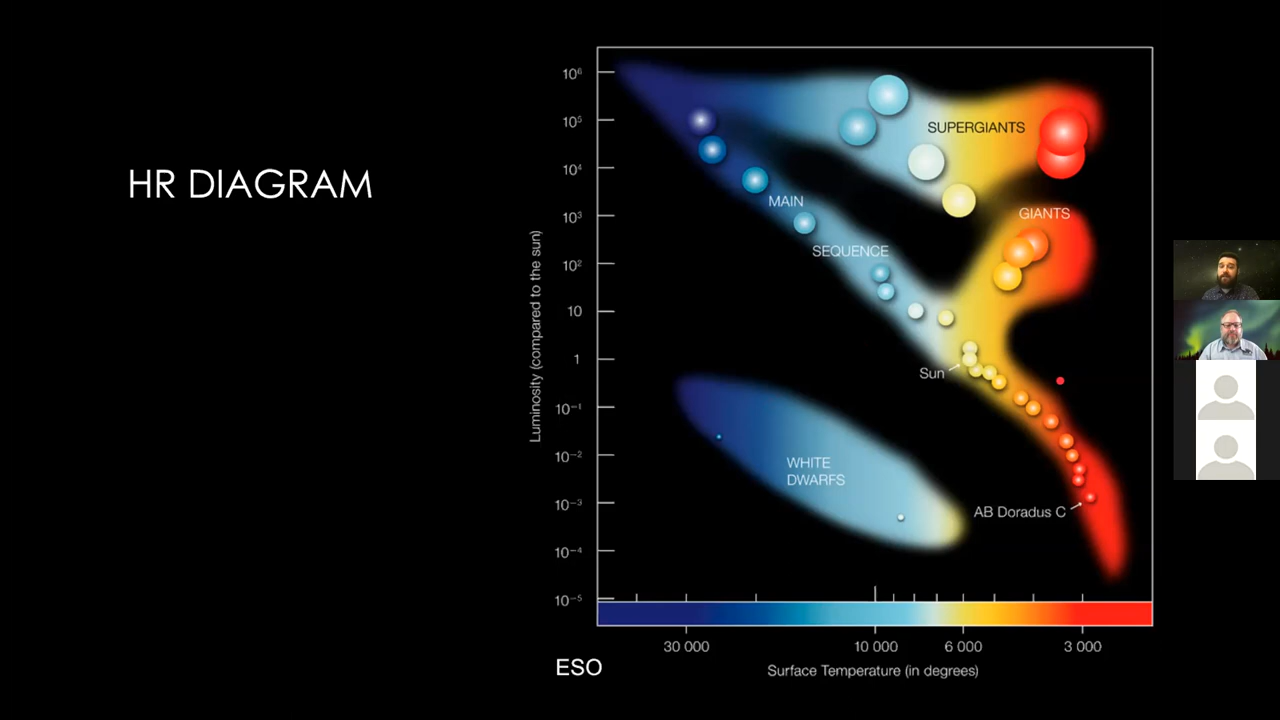 HR DIAGRAM
Luminosity (compared to the sun)
10⁶
10⁵
10⁴
10³
10²
10
1
10⁻¹
10⁻²
10⁻³
10⁻⁴
10⁻⁵
SUPERGIANTS
MAIN
GIANTS
SEQUENCE
Sun
WHITE
DWARFS
AB Doradus C
30 000
10 000
6 000
3 000
ESO
Surface Temperature (in degrees)